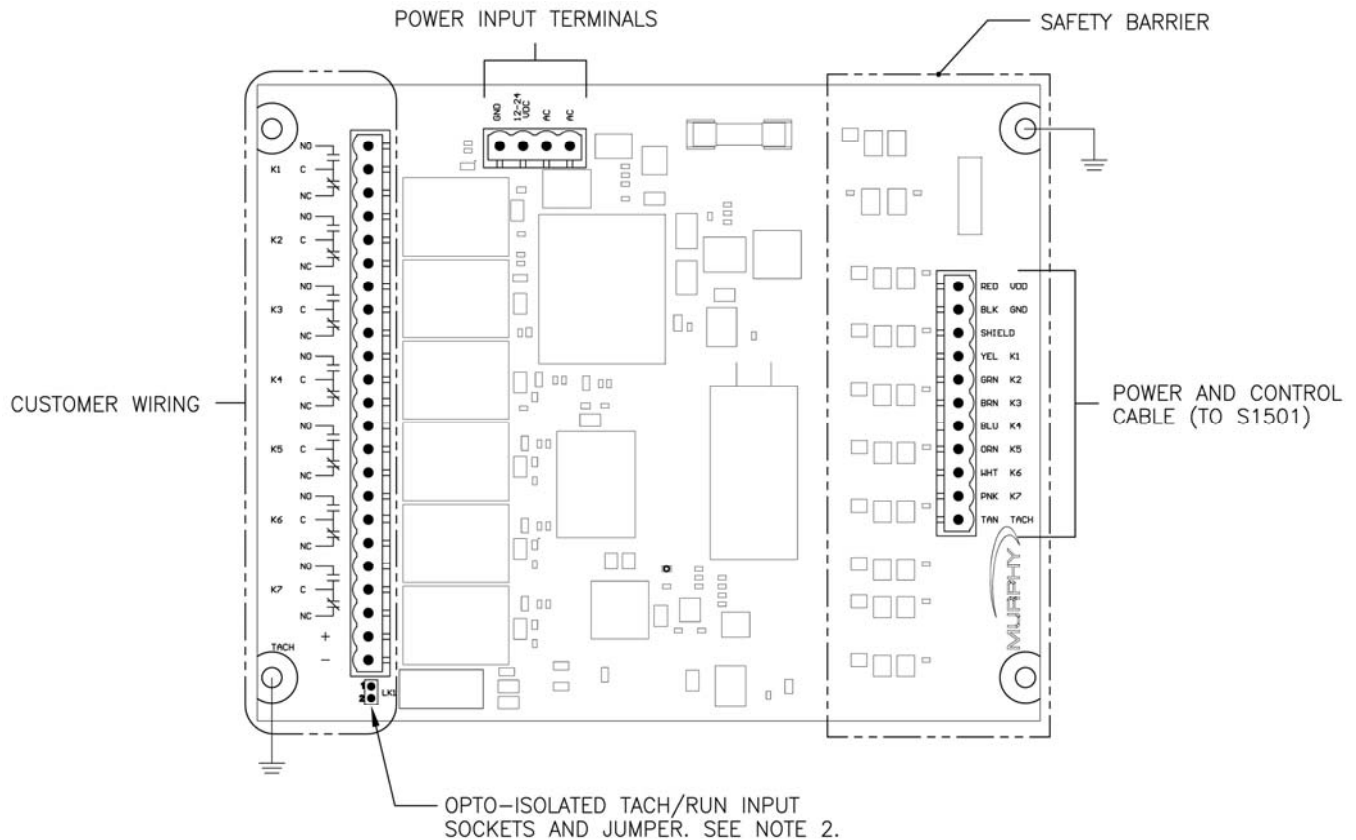 POWER INPUT TERMINALS
SAFETY BARRIER
GND
12-24
VDC
AC
AC
NO
K1 C
NC
NO
K2 C
NC
NO
K3 C
NC
NO
K4 C
NC
NO
K5 C
NC
NO
K6 C
NC
NO
K7 C
NC
+
TACH
−
1
2
LK1
CUSTOMER WIRING
RED VDD
BLK GND
SHIELD
YEL K1
GRN K2
BRN K3
BLU K4
ORN K5
WHT K6
PNK K7
TAN TACH
POWER AND CONTROL
CABLE (TO S1501)
MURPHY
OPTO-ISOLATED TACH/RUN INPUT
SOCKETS AND JUMPER. SEE NOTE 2.